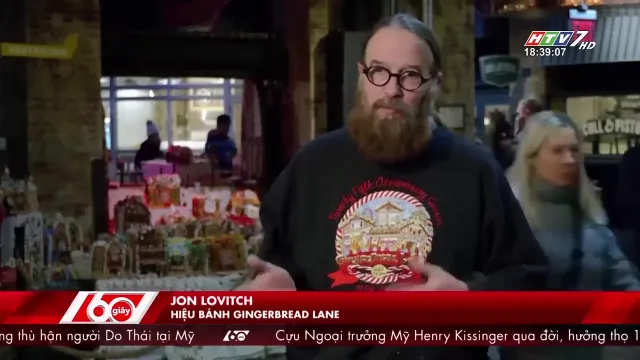 HTV7 HD
18:39:07
60 giây
JON LOVITCH
HIỆU BÁNH GINGERBREAD LANE
ng thù hận người Do Thái tại Mỹ 60 Cựu Ngoại trưởng Mỹ Henry Kissinger qua đời, hưởng thọ 1